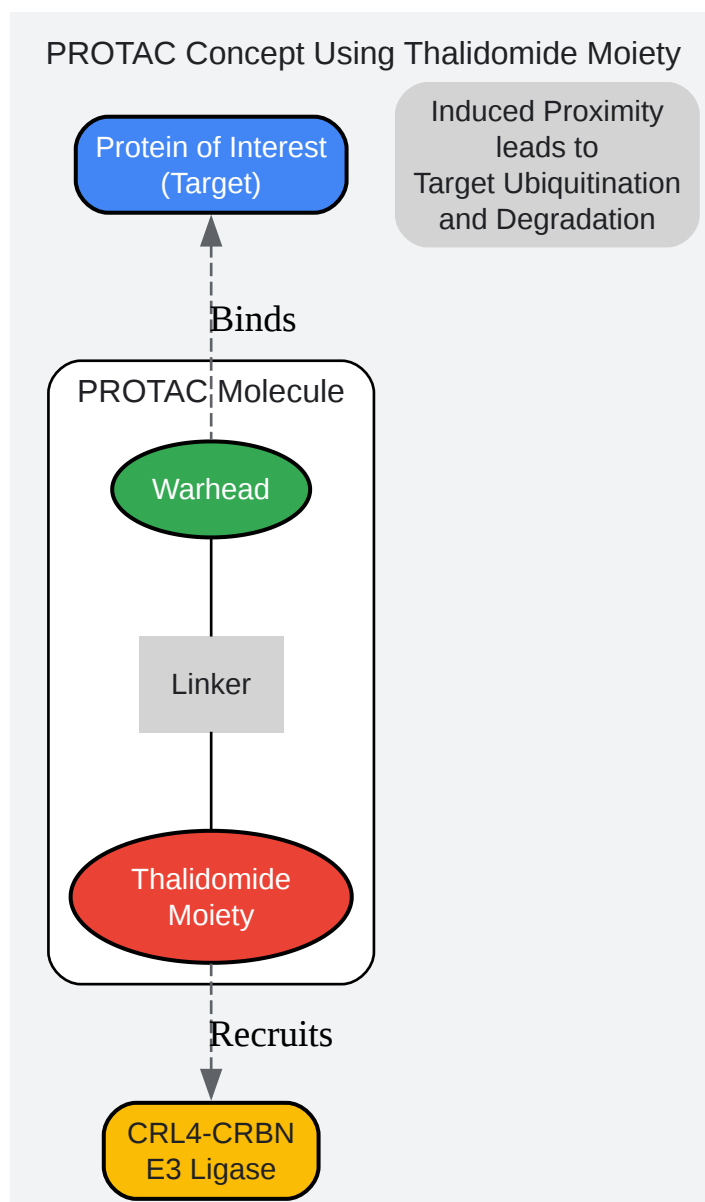 PROTAC Concept Using Thalidomide Moiety
Protein of Interest
(Target)
Induced Proximity
leads to
Target Ubiquitination
and Degradation
Binds
PROTAC Molecule
Warhead
Linker
Thalidomide
Moiety
Recruits
CRL4-CRBN
E3 Ligase